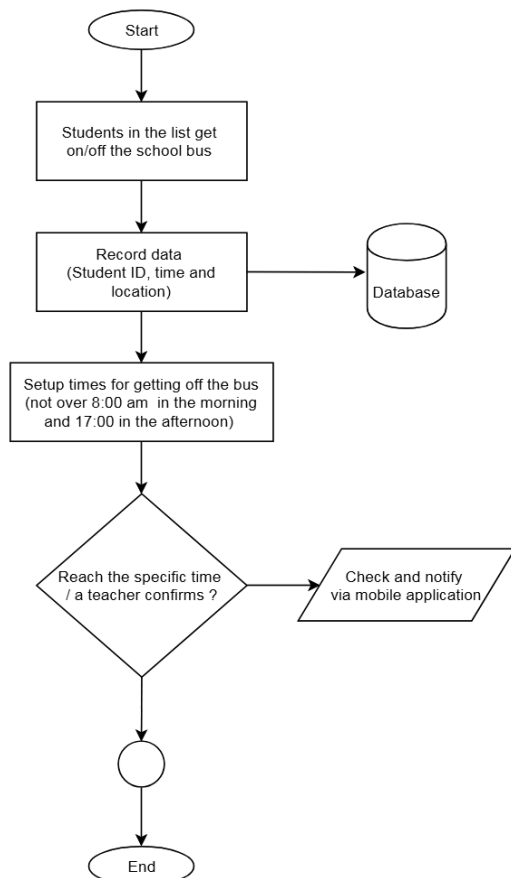 Start
Students in the list get
on/off the school bus
Record data
(Student ID, time and
location)
Database
Setup times for getting off the bus
(not over 8:00 am in the morning
and 17:00 in the afternoon)
Reach the specific time
/ a teacher confirms ?
Check and notify
via mobile application
End